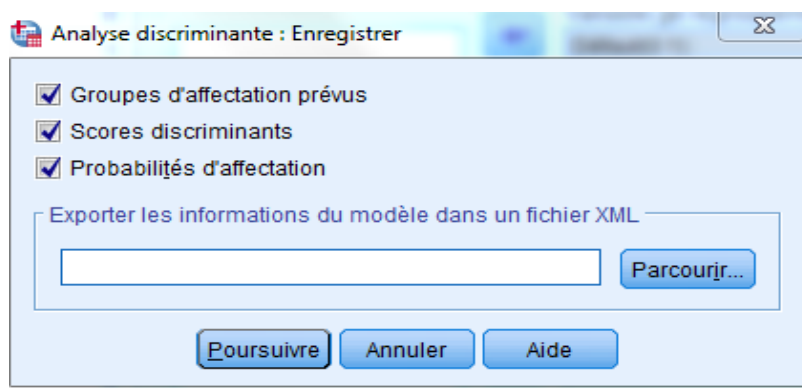 Analyse discriminante : Enregistrer
Groupes d'affectation prévus
Scores discriminants
Probabilités d'affectation
Exporter les informations du modèle dans un fichier XML
Parcourir...
Poursuivre Annuler Aide